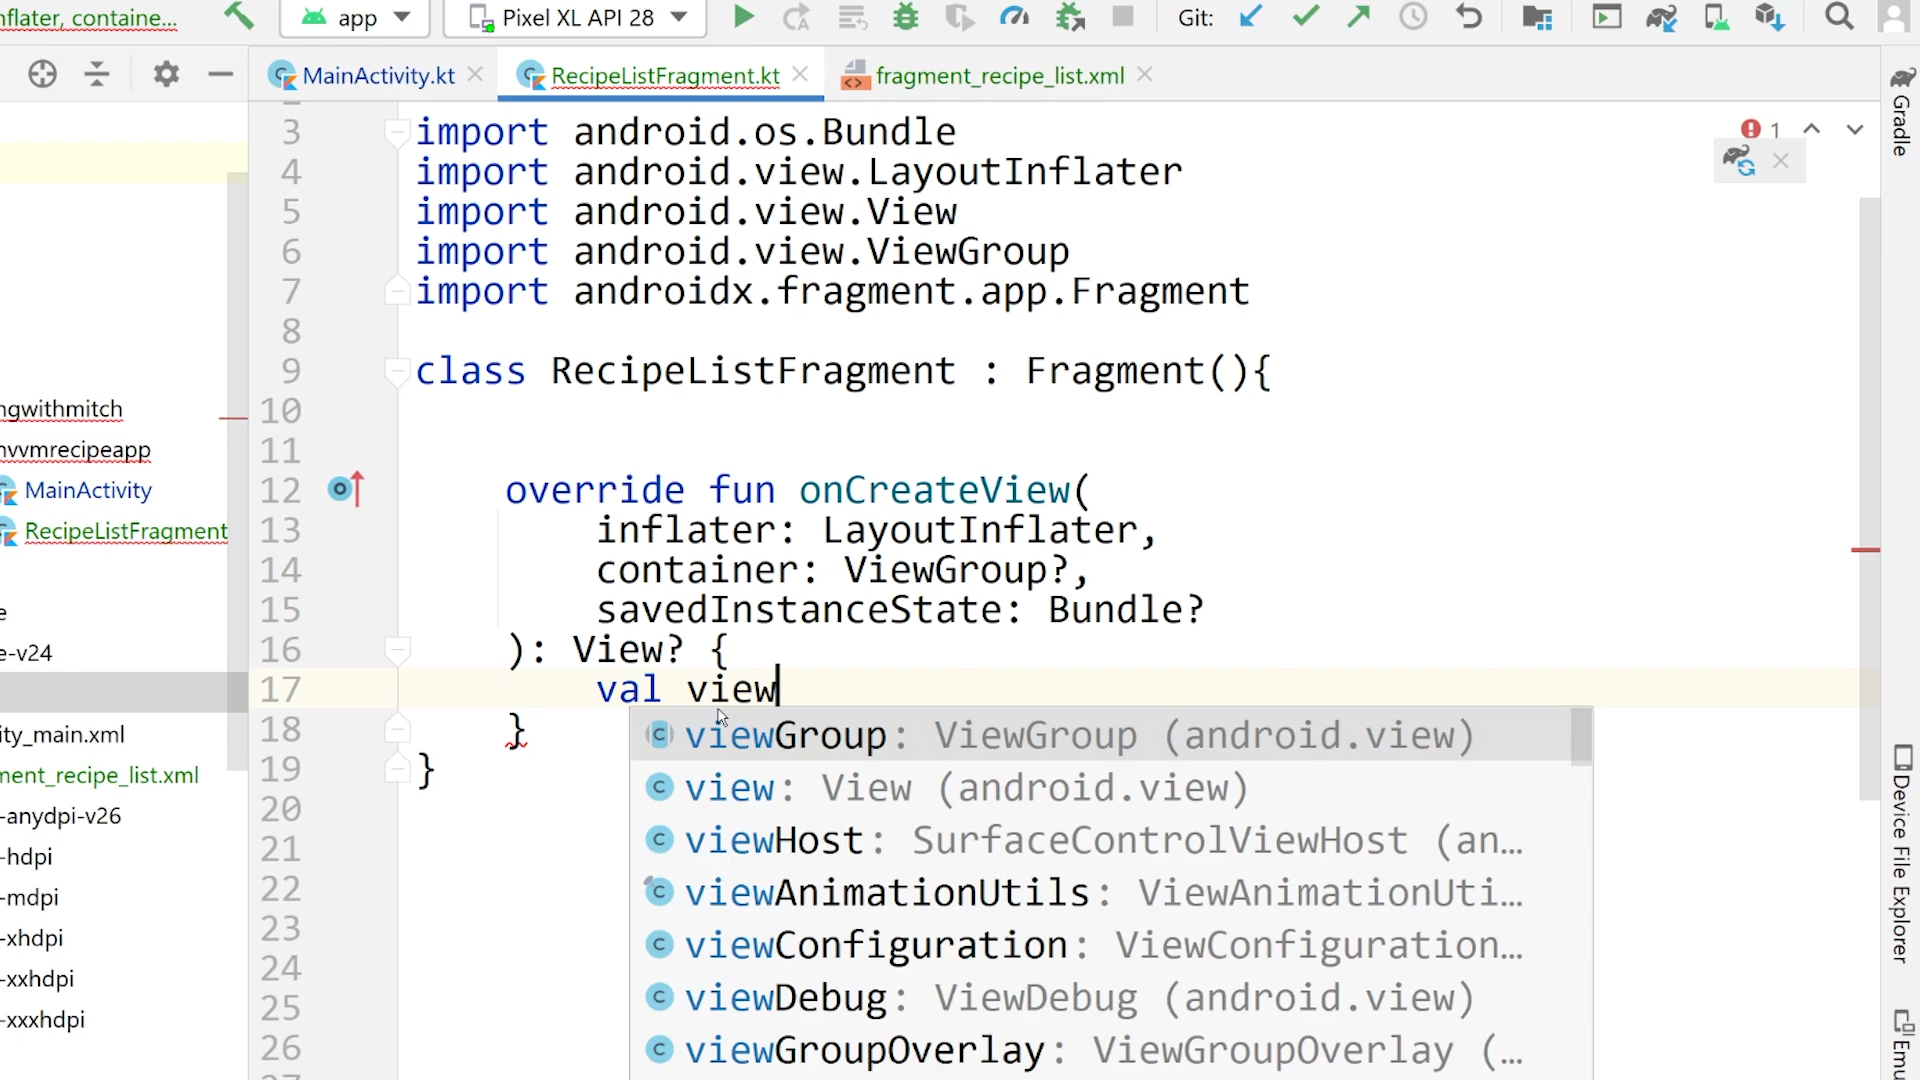 nflater, containe...
app
Pixel XL API 28
Git:
MainActivity.kt
RecipeListFragment.kt
fragment_recipe_list.xml
Gradle
1
3 import android.os.Bundle
4 import android.view.LayoutInflater
5 import android.view.View
6 import android.view.ViewGroup
7 import androidx.fragment.app.Fragment
8
9 class RecipeListFragment : Fragment(){
10
11
12 override fun onCreateView(
13 inflater: LayoutInflater,
14 container: ViewGroup?,
15 savedInstanceState: Bundle?
16 ): View? {
17 val view
18 }
19 }
20
21
22
23
24
25
26
viewGroup: ViewGroup (android.view)
view: View (android.view)
viewHost: SurfaceControlViewHost (an...
viewAnimationUtils: ViewAnimationUti...
viewConfiguration: ViewConfiguration...
viewDebug: ViewDebug (android.view)
viewGroupOverlay: ViewGroupOverlay (...
ngwithmitch
mvvmrecipeapp
MainActivity
RecipeListFragment
e
e-v24
ity_main.xml
ment_recipe_list.xml
-anydpi-v26
-hdpi
-mdpi
-xhdpi
-xxhdpi
-xxxhdpi
Device File Explorer
Emu